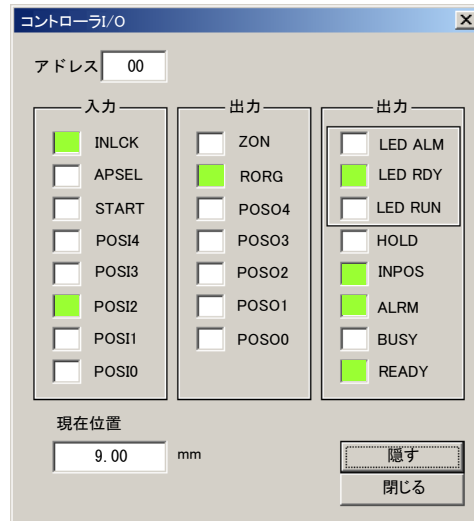 コントローラI/O
アドレス 00
入力
INLCK
APSEL
START
POSI4
POSI3
POSI2
POSI1
POSI0
出力
ZON
RORG
POSO4
POSO3
POSO2
POSO1
POSO0
出力
LED ALM
LED RDY
LED RUN
HOLD
INPOS
ALRM
BUSY
READY
現在位置
9.00 mm
隠す
閉じる